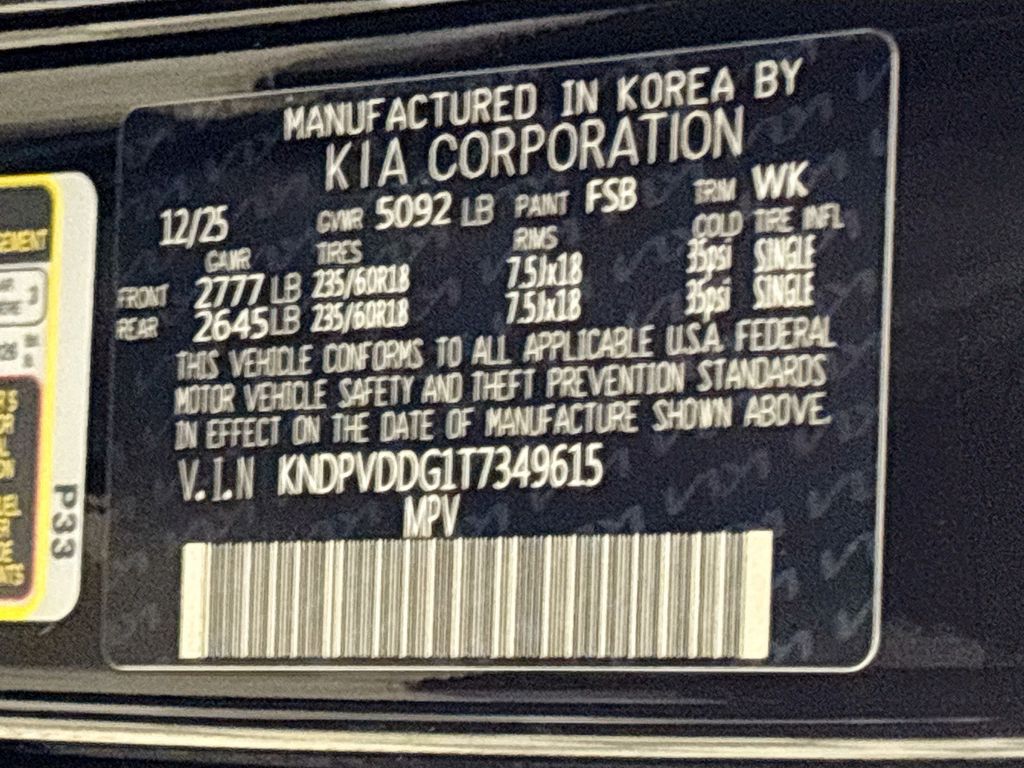 MANUFACTURED IN KOREA BY
KIA CORPORATION
12/25 GVWR 5092 LB PAINT FSB TRIM WK
GAWR TIRES RIMS COLD TIRE INFL
FRONT 2777 LB 235/60R18 7.5Jx18 35psi SINGLE
REAR 2645LB 235/60R18 7.5Jx18 35psi SINGLE
THIS VEHICLE CONFORMS TO ALL APPLICABLE U.S.A. FEDERAL
MOTOR VEHICLE SAFETY AND THEFT PREVENTION STANDARDS
IN EFFECT ON THE DATE OF MANUFACTURE SHOWN ABOVE.
V.I.N KNDPVDDG1T7349615
MPV
P33